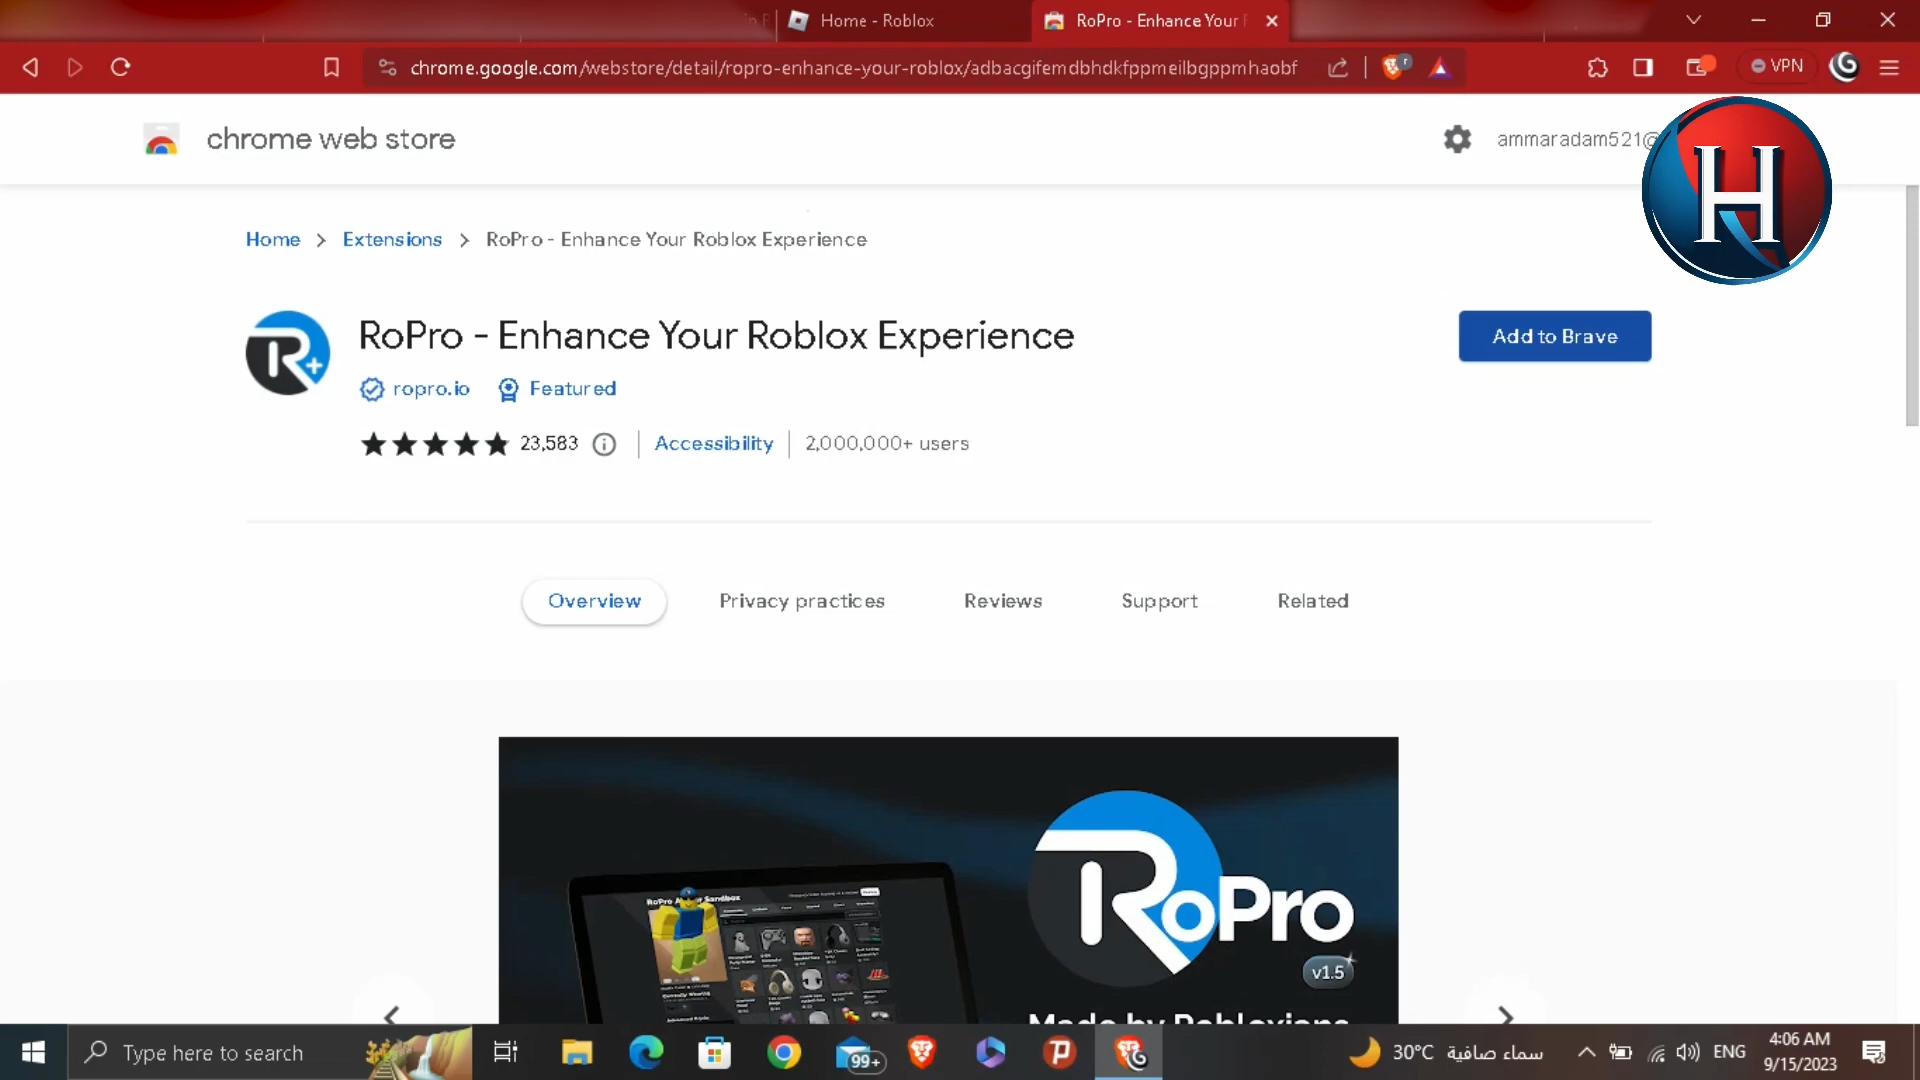 Home - Roblox
RoPro - Enhance Your
chrome.google.com/webstore/detail/ropro-enhance-your-roblox/adbacgifemdbhdkfppmeilbgppmhaobf
VPN
chrome web store
ammaradam521@
H
Home > Extensions > RoPro - Enhance Your Roblox Experience
RoPro - Enhance Your Roblox Experience
Add to Brave
ropro.io
Featured
23,583
Accessibility
2,000,000+ users
Overview
Privacy practices
Reviews
Support
Related
RoPro
v1.5
Made by Robloxians
Type here to search
99+
30°C سماء صافية
ENG
4:06 AM
9/15/2023